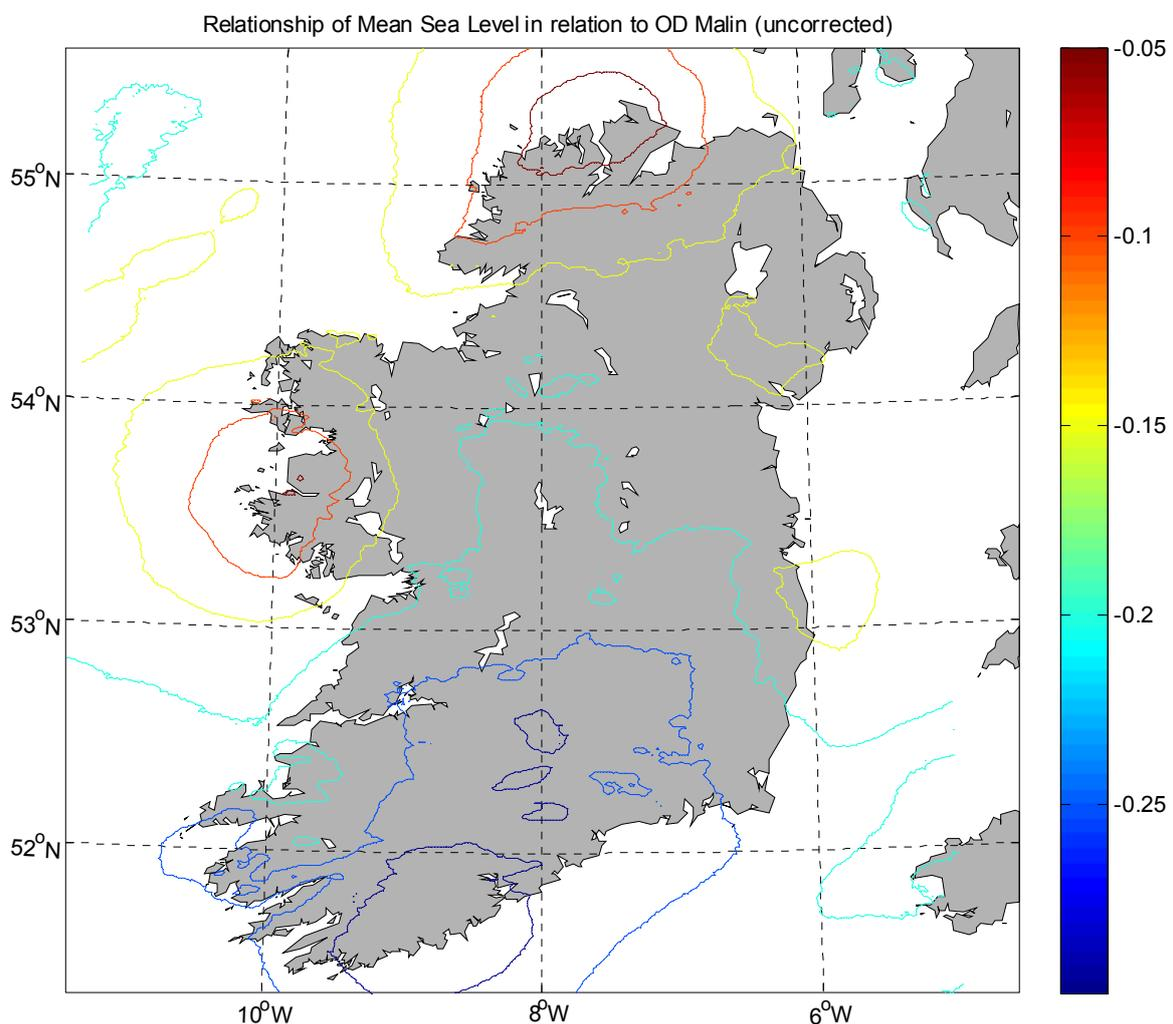 Relationship of Mean Sea Level in relation to OD Malin (uncorrected)
-0.05
55°N
-0.1
54°N
-0.15
53°N
-0.2
-0.25
52°N
10°W 8°W 6°W